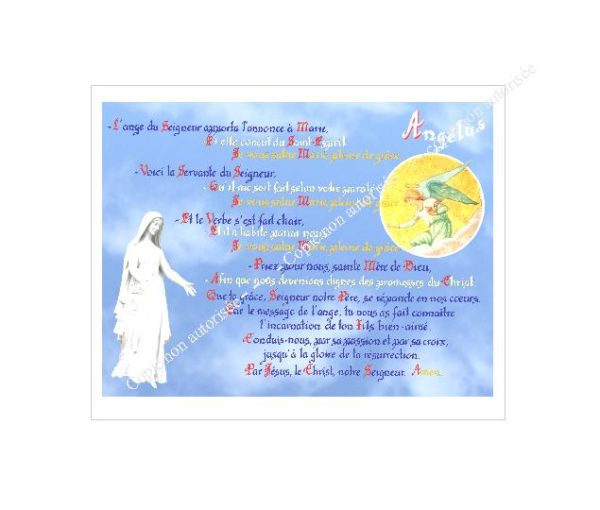 Angelus
- L'ange du Seigneur apporta l'annonce à Marie,
Et elle conçut du Saint Esprit
Je vous salue Marie pleine de grâce
- Voici la Servante du Seigneur,
- Qu'il me soit fait selon votre parole
Je vous salue Marie pleine de grâce
- Et le Verbe s'est fait chair,
Et il a habité parmi nous
Je vous salue Marie pleine de grâce
- Priez pour nous, sainte Mère de Dieu,
- Afin que nous devenions dignes des promesses du Christ.
Que ta grâce, Seigneur notre Père, se répande en nos coeurs.
Par le message de l'ange, tu nous as fait connaître
l'incarnation de ton Fils bien-aimé.
Conduis-nous, par sa passion et par sa croix,
jusqu'à la gloire de la resurrection.
Par Jésus, le Christ, notre Seigneur. Amen.
Copie non autorisée
Copie non autorisée
Copie non autorisée